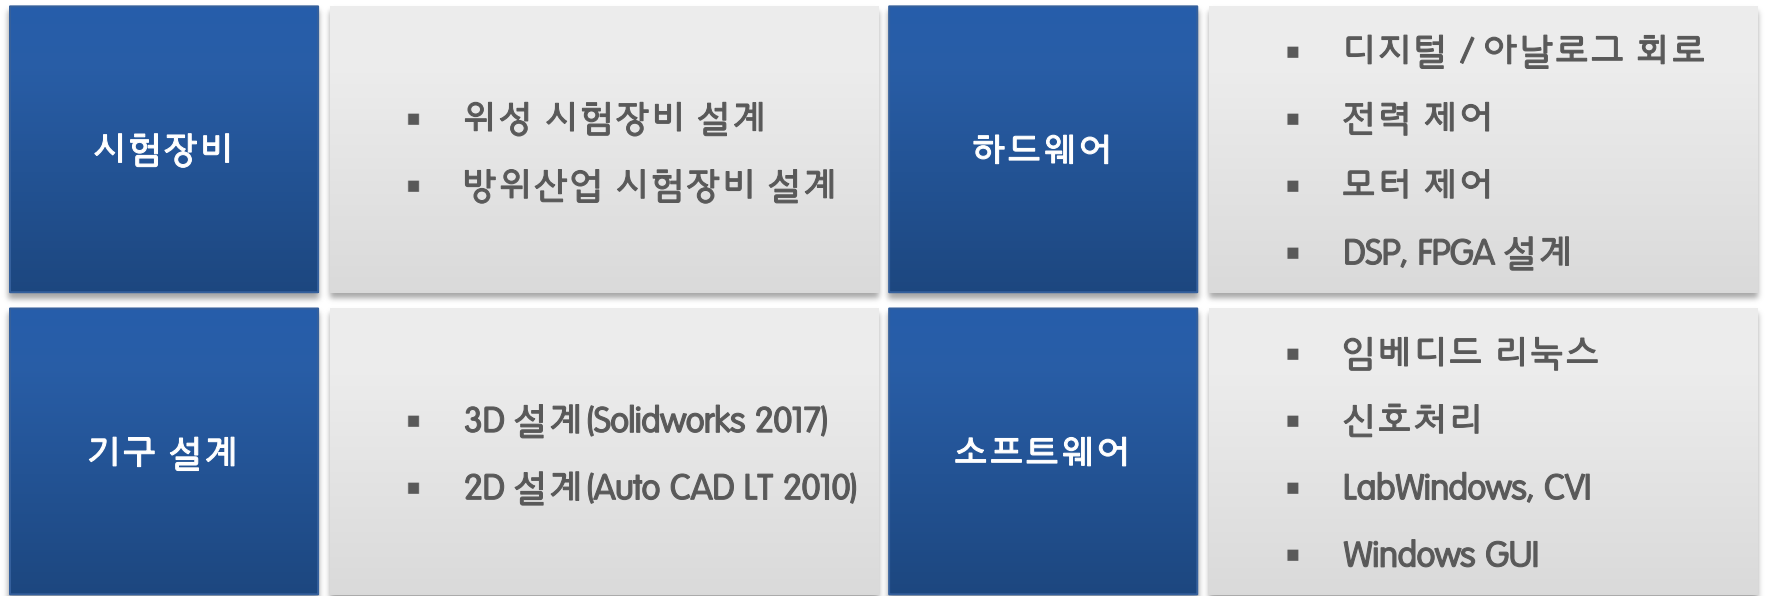 시험장비
위성 시험장비 설계
방위산업 시험장비 설계
하드웨어
디지털 / 아날로그 회로
전력 제어
모터 제어
DSP, FPGA 설계
기구 설계
3D 설계(Solidworks 2017)
2D 설계(Auto CAD LT 2010)
소프트웨어
임베디드 리눅스
신호처리
LabWindows, CVI
Windows GUI